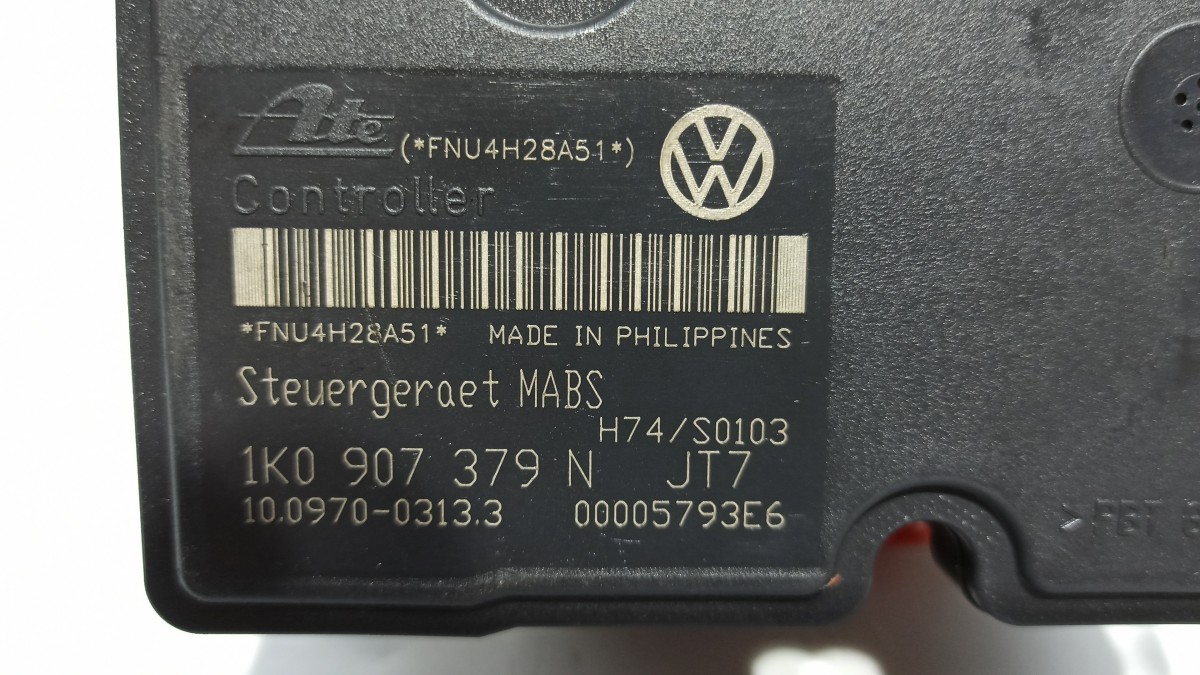 Ate (*FNU4H28A51*)
Controller
*FNU4H28A51* MADE IN PHILIPPINES
Steuergeraet MABS
H74/S0103
1K0 907 379 N JT7
10.0970-0313.3 00005793E6
>PBT